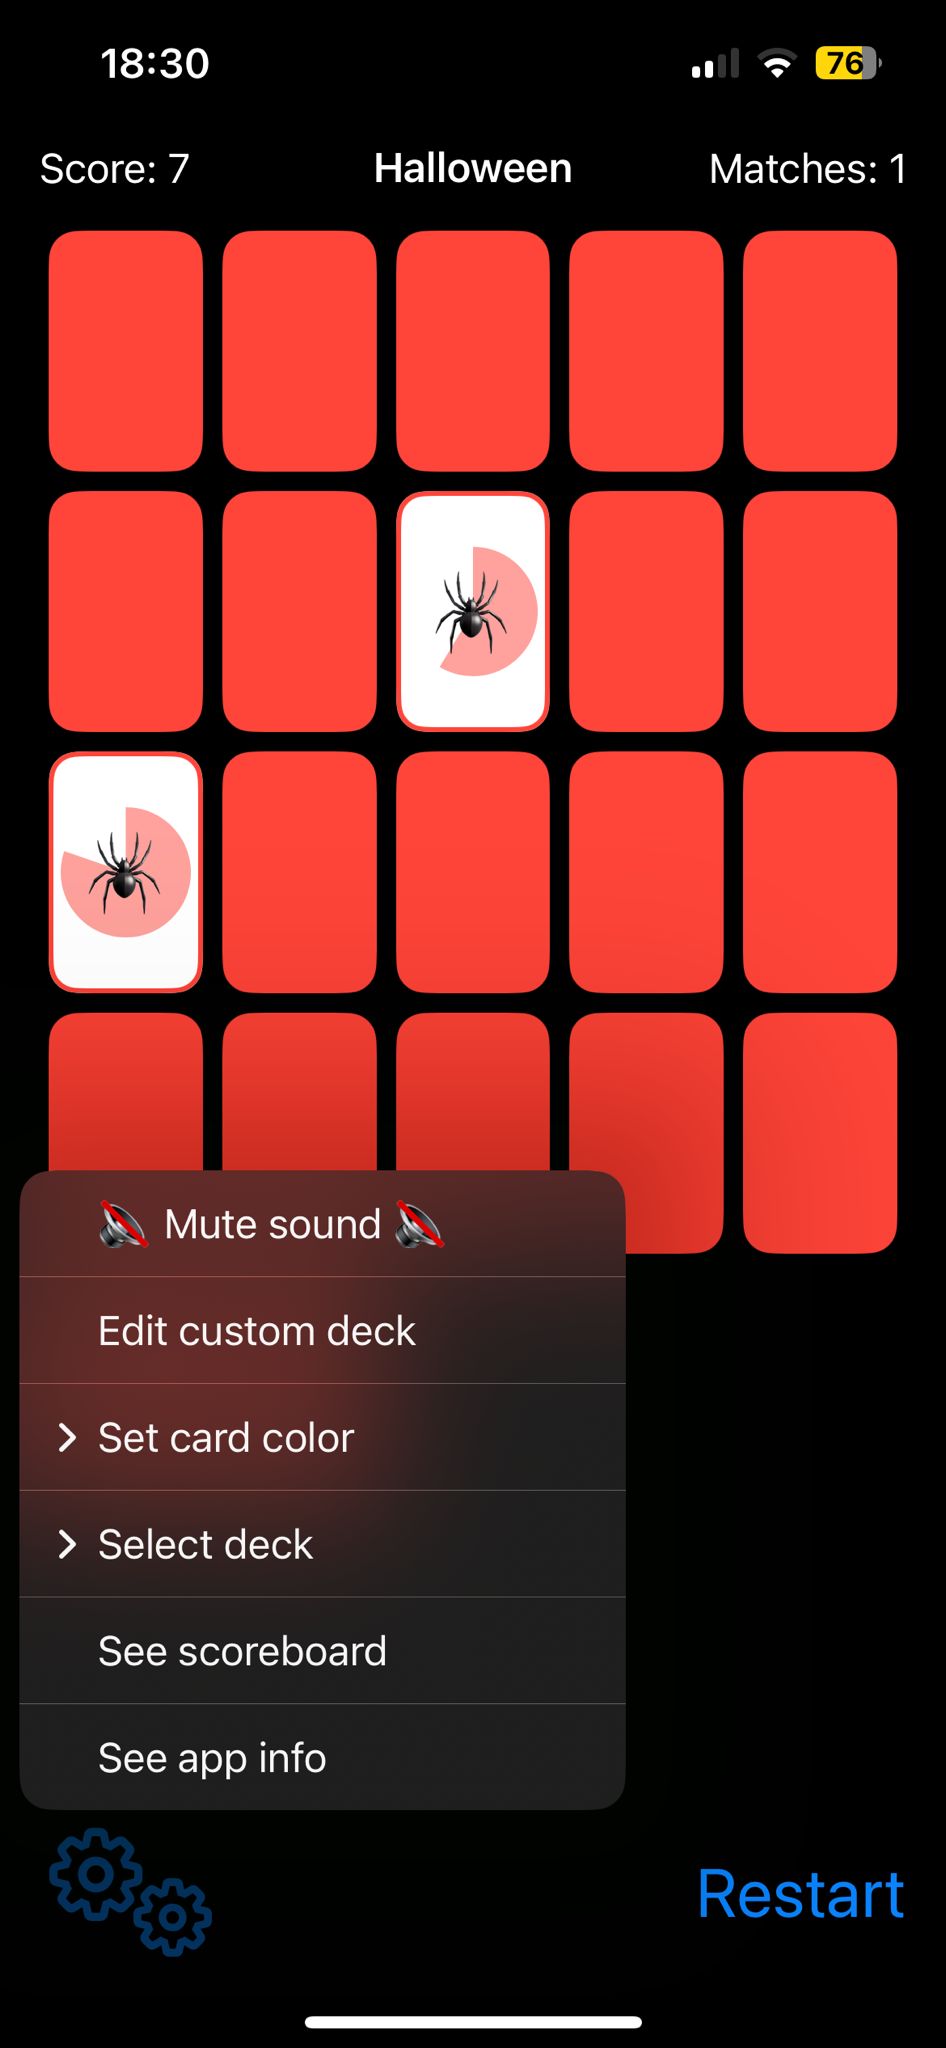 18:30
76
Score: 7
Halloween
Matches: 1
Mute sound
Edit custom deck
Set card color
Select deck
See scoreboard
See app info
Restart